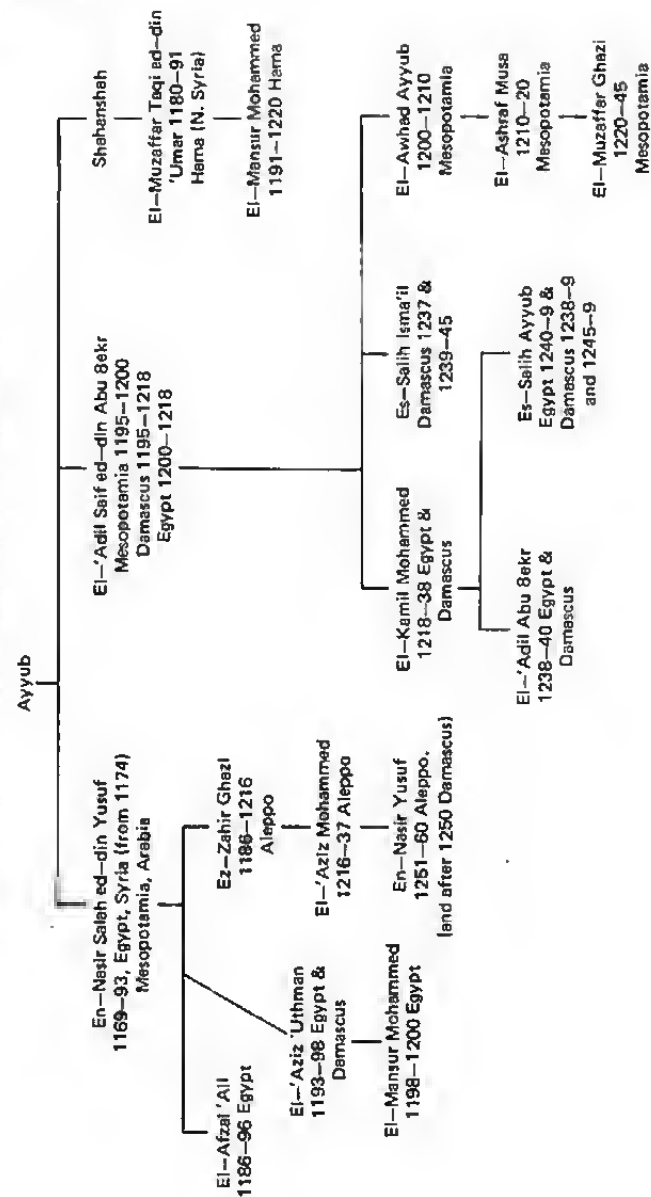 Ayyub
En—Nasir Salah ed—din Yusuf
1169—93, Egypt, Syria (from 1174)
Mesopotamia, Arabia
El—'Adil Saif ed—din Abu Bekr
Mesopotamia 1195—1200
Damascus 1195—1218
Egypt 1200—1218
Shahanshah
El—Muzaffar Taqi ed—din
'Umar 1180—91
Hama (N. Syria)
El—Mansur Mohammed
1191—1220 Hama
El—Afzal 'Ali
1186—96 Egypt
El—'Aziz 'Uthman
1193—98 Egypt &
Damascus
El—Mansur Mohammed
1198—1200 Egypt
Ez—Zahir Ghazi
1186—1216
Aleppo
El—'Aziz Mohammed
1216—37 Aleppo
En—Nasir Yusuf
1251—60 Aleppo.
(and after 1250 Damascus)
El—Kamil Mohammed
1218—38 Egypt &
Damascus
Es—Salih Isma'il
Damascus 1237 &
1239—45
El—Awhad Ayyub
1200—1210
Mesopotamia
El—Ashraf Musa
1210—20
Mesopotamia
El—Muzaffar Ghazi
1220—45
Mesopotamia
El—'Adil Abu Bekr
1238—40 Egypt &
Damascus
Es—Salih Ayyub
Egypt 1240—9 &
Damascus 1238—9
and 1245—9